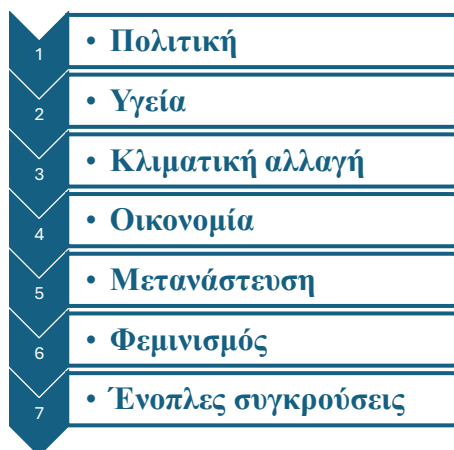 1 • Πολιτική
2 • Υγεία
3 • Κλιματική αλλαγή
4 • Οικονομία
5 • Μετανάστευση
6 • Φεμινισμός
7 • Ένοπλες συγκρούσεις